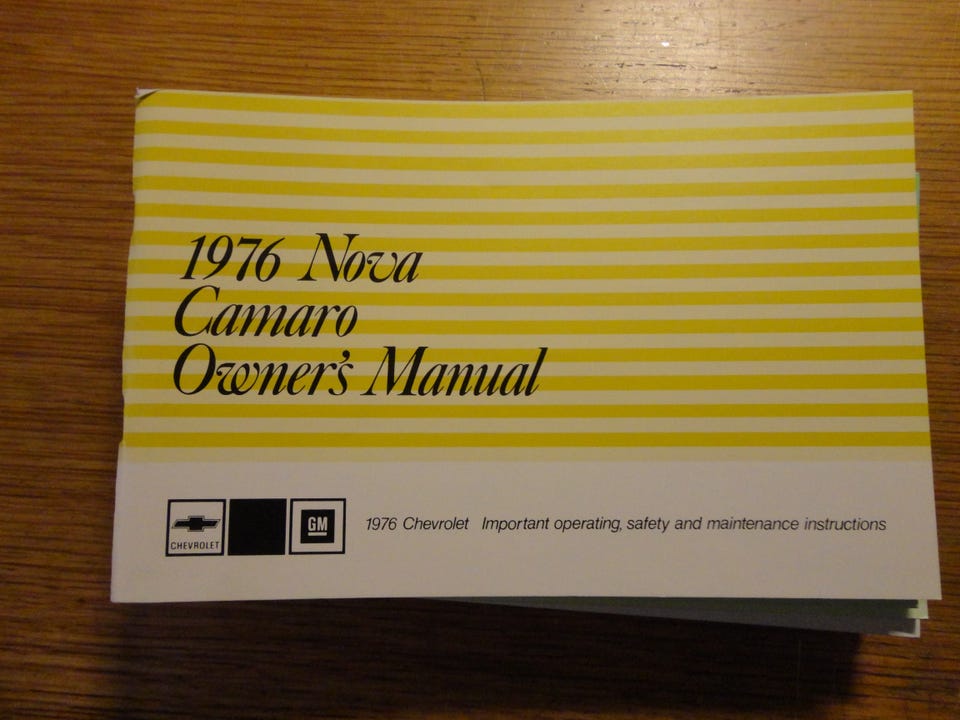 1976 Nova
Camaro
Owner's Manual
CHEVROLET
GM
1976 Chevrolet Important operating, safety and maintenance instructions